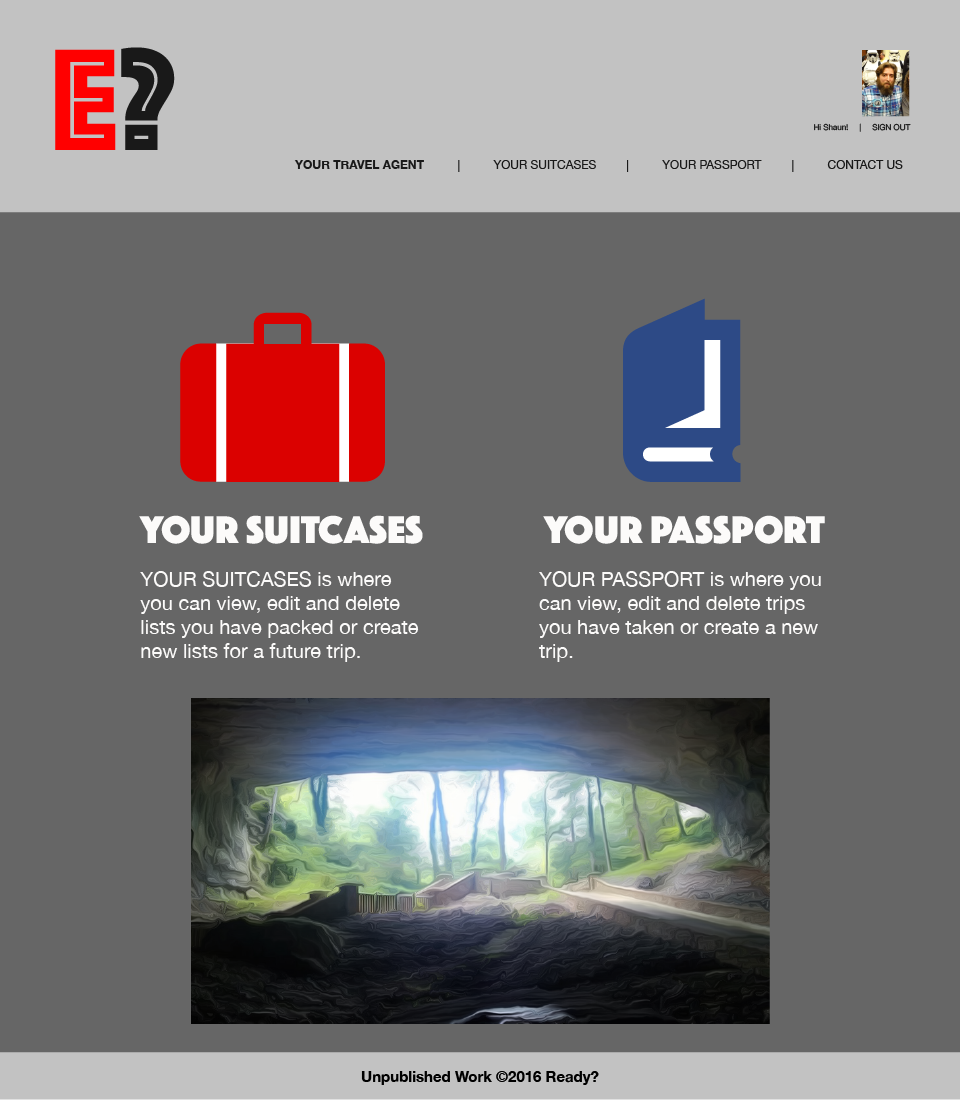 E?
Hi Shaun! | SIGN OUT
YOUR TRAVEL AGENT | YOUR SUITCASES | YOUR PASSPORT | CONTACT US
YOUR SUITCASES
YOUR SUITCASES is where
you can view, edit and delete
lists you have packed or create
new lists for a future trip.
YOUR PASSPORT
YOUR PASSPORT is where you
can view, edit and delete trips
you have taken or create a new
trip.
Unpublished Work ©2016 Ready?